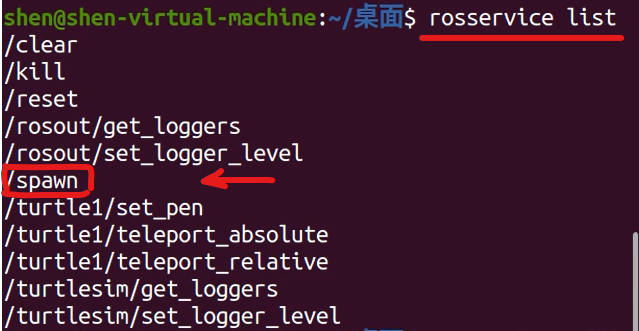 shen@shen-virtual-machine:~/桌面$ rosservice list
/clear
/kill
/reset
/rosout/get_loggers
/rosout/set_logger_level
/spawn
/turtle1/set_pen
/turtle1/teleport_absolute
/turtle1/teleport_relative
/turtlesim/get_loggers
/turtlesim/set_logger_level